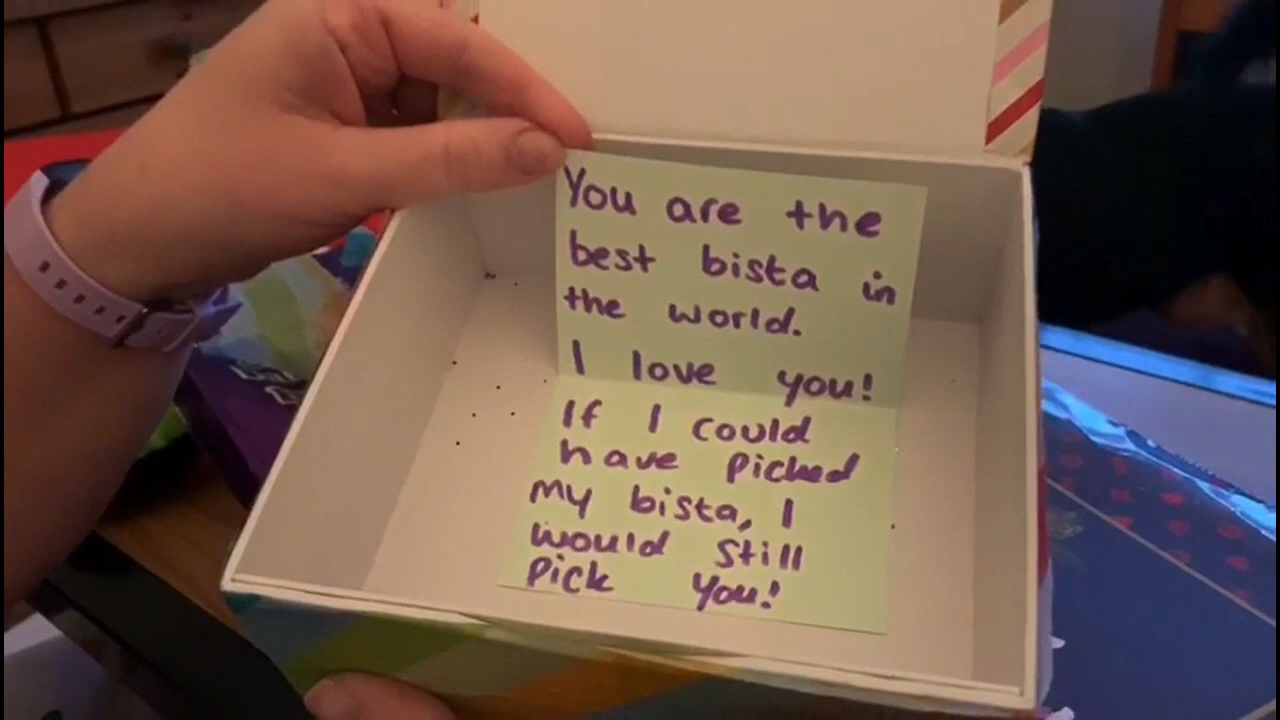 You are the
best bista in
the world.
I love you!
If I could
have picked
my bista, I
would still
pick you!